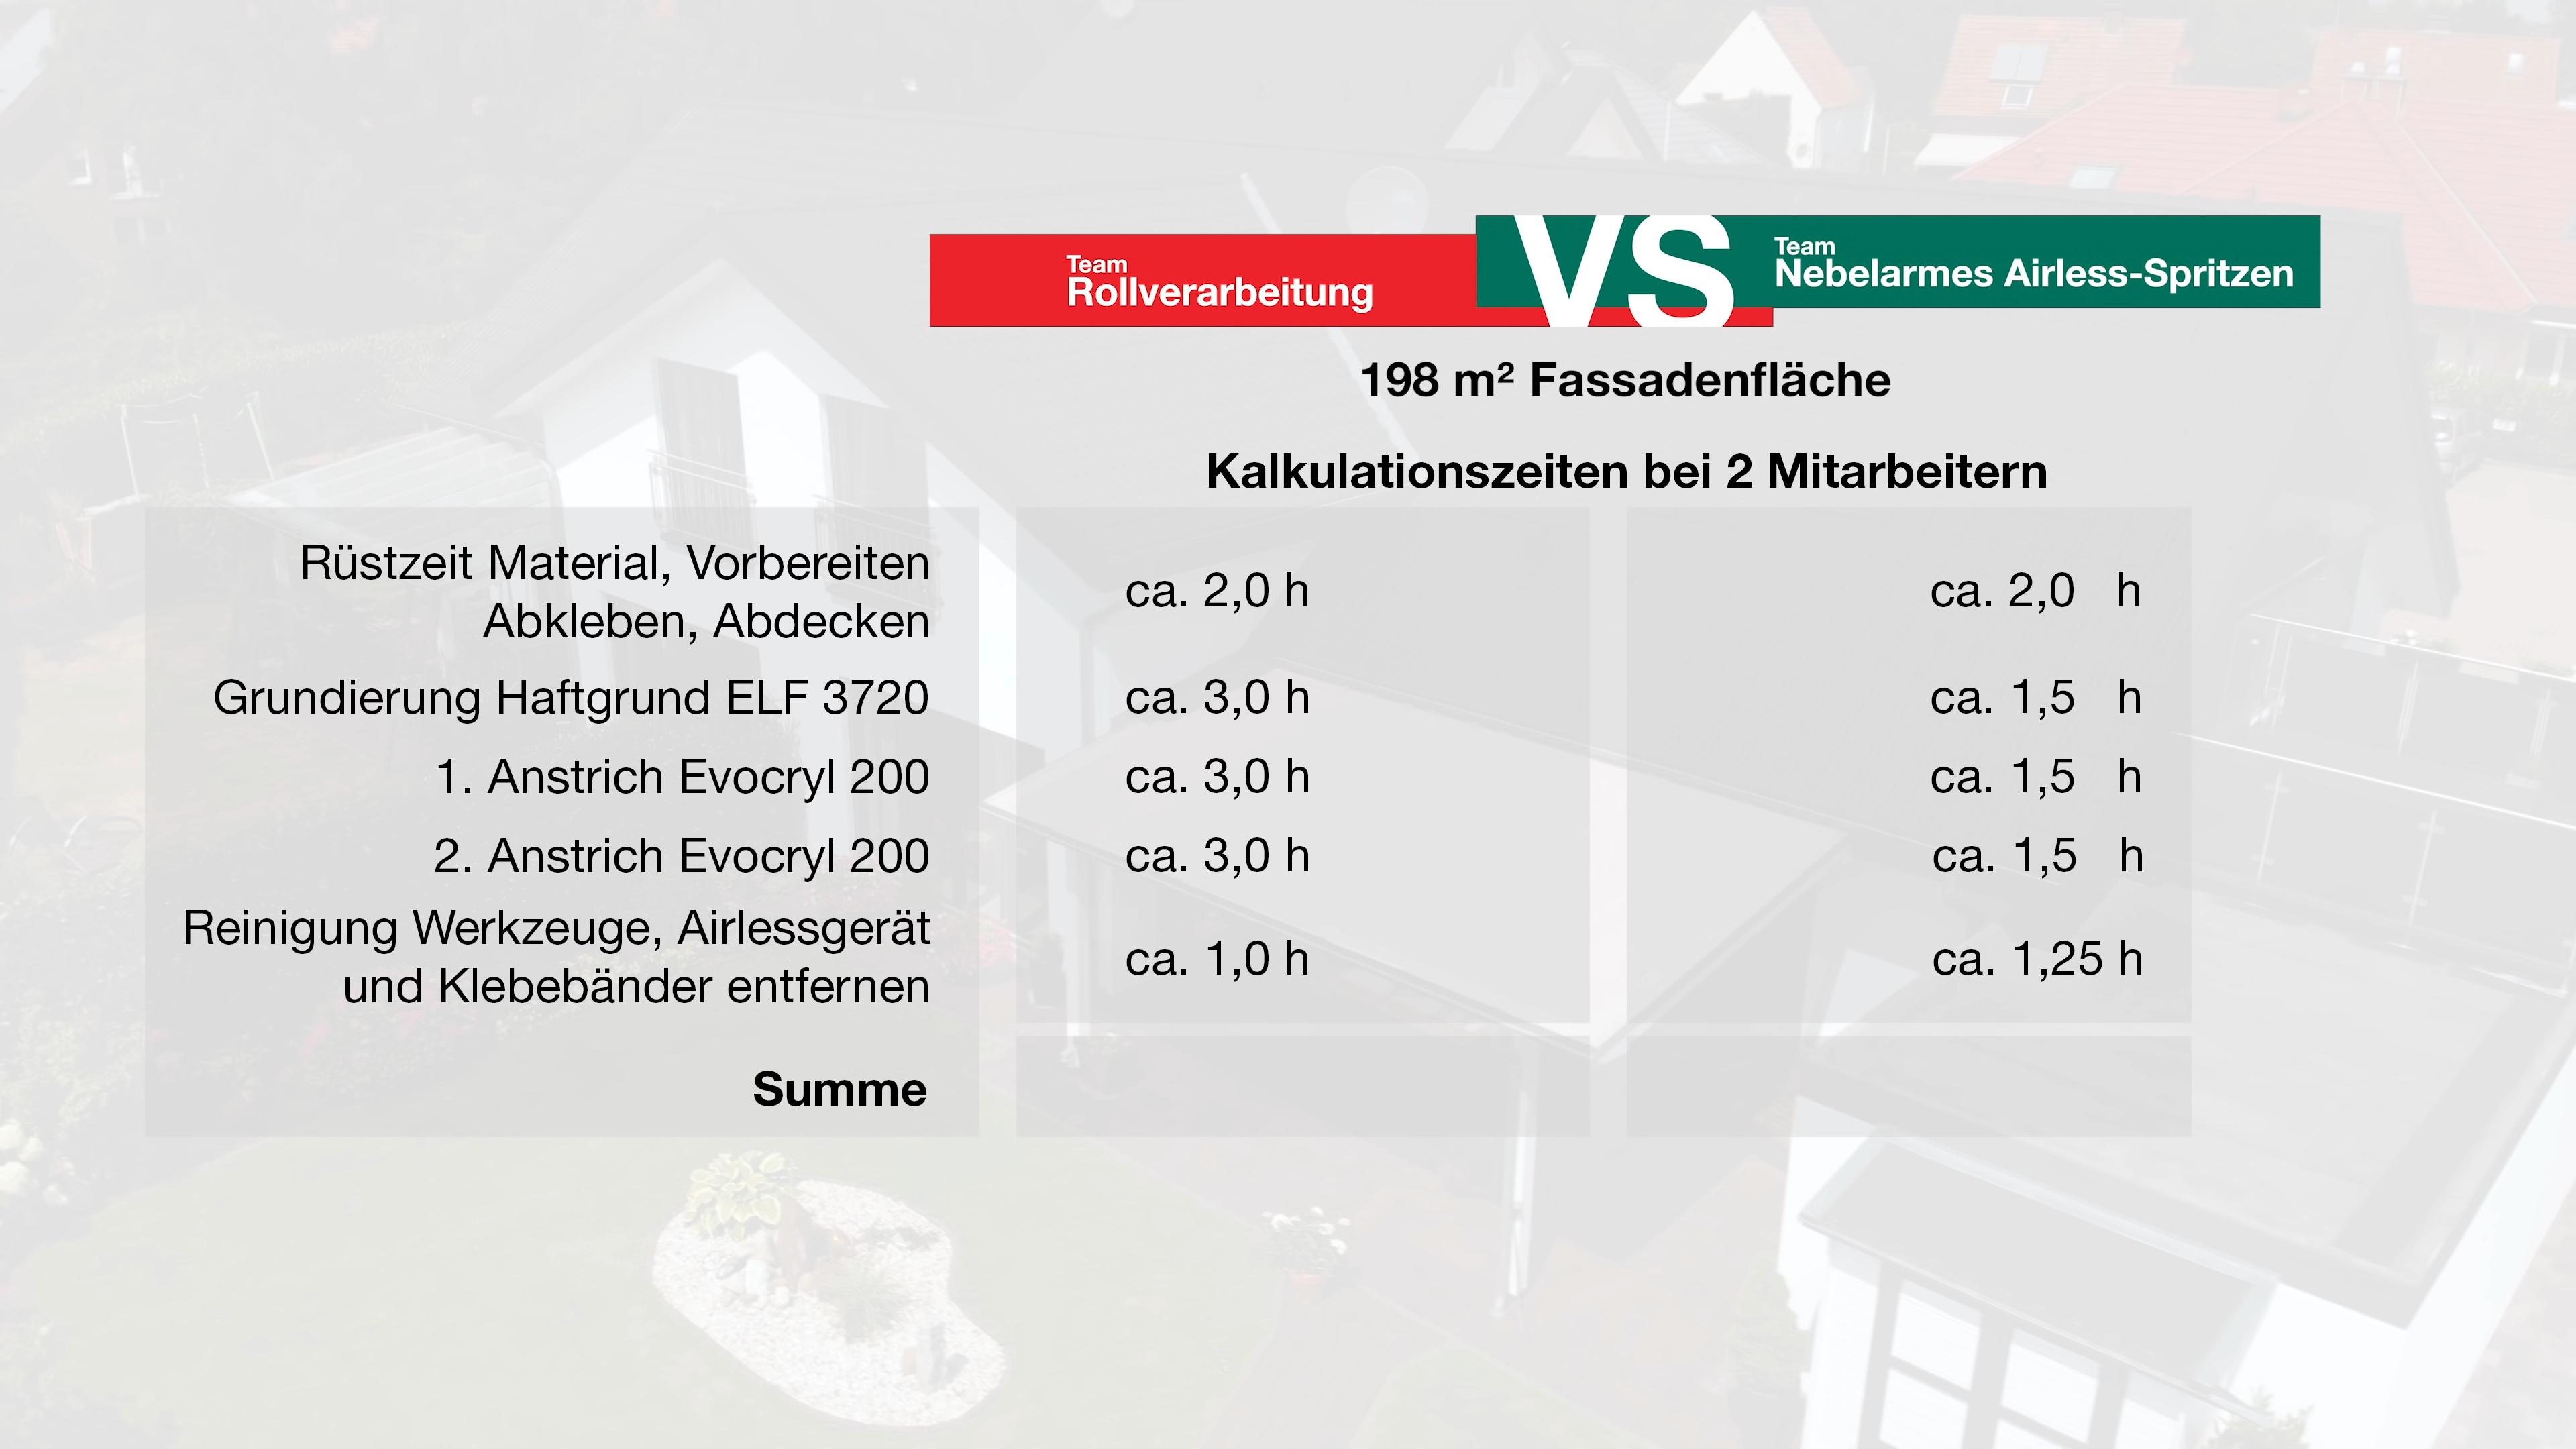 Team
Rollverarbeitung
VS
Team
Nebelarmes Airless-Spritzen
198 m² Fassadenfläche
Kalkulationszeiten bei 2 Mitarbeitern
Rüstzeit Material, Vorbereiten
Abkleben, Abdecken
ca. 2,0 h
ca. 2,0 h
Grundierung Haftgrund ELF 3720
ca. 3,0 h
ca. 1,5 h
1. Anstrich Evocryl 200
ca. 3,0 h
ca. 1,5 h
2. Anstrich Evocryl 200
ca. 3,0 h
ca. 1,5 h
Reinigung Werkzeuge, Airlessgerät
und Klebebänder entfernen
ca. 1,0 h
ca. 1,25 h
Summe